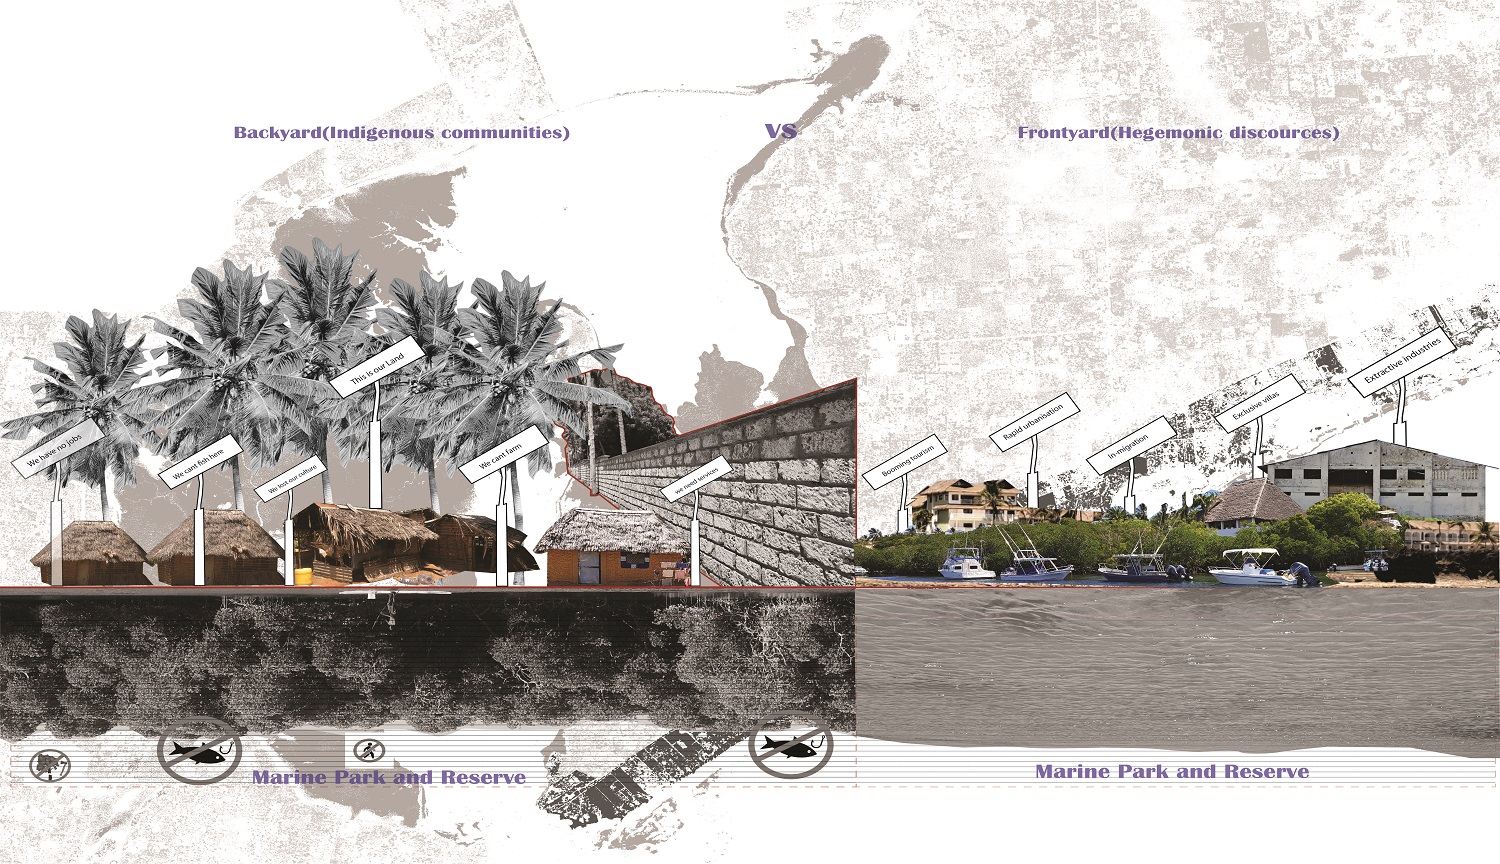 Backyard(Indigenous communities)
VS
Frontyard(Hegemonic discources)
We have no jobs
We cant fish here
We lost our culture
This is our Land
We cant farm
we need services
Booming tourism
Rapid urbanisation
In-migration
Exclusive villas
Extractive industries
Marine Park and Reserve
Marine Park and Reserve